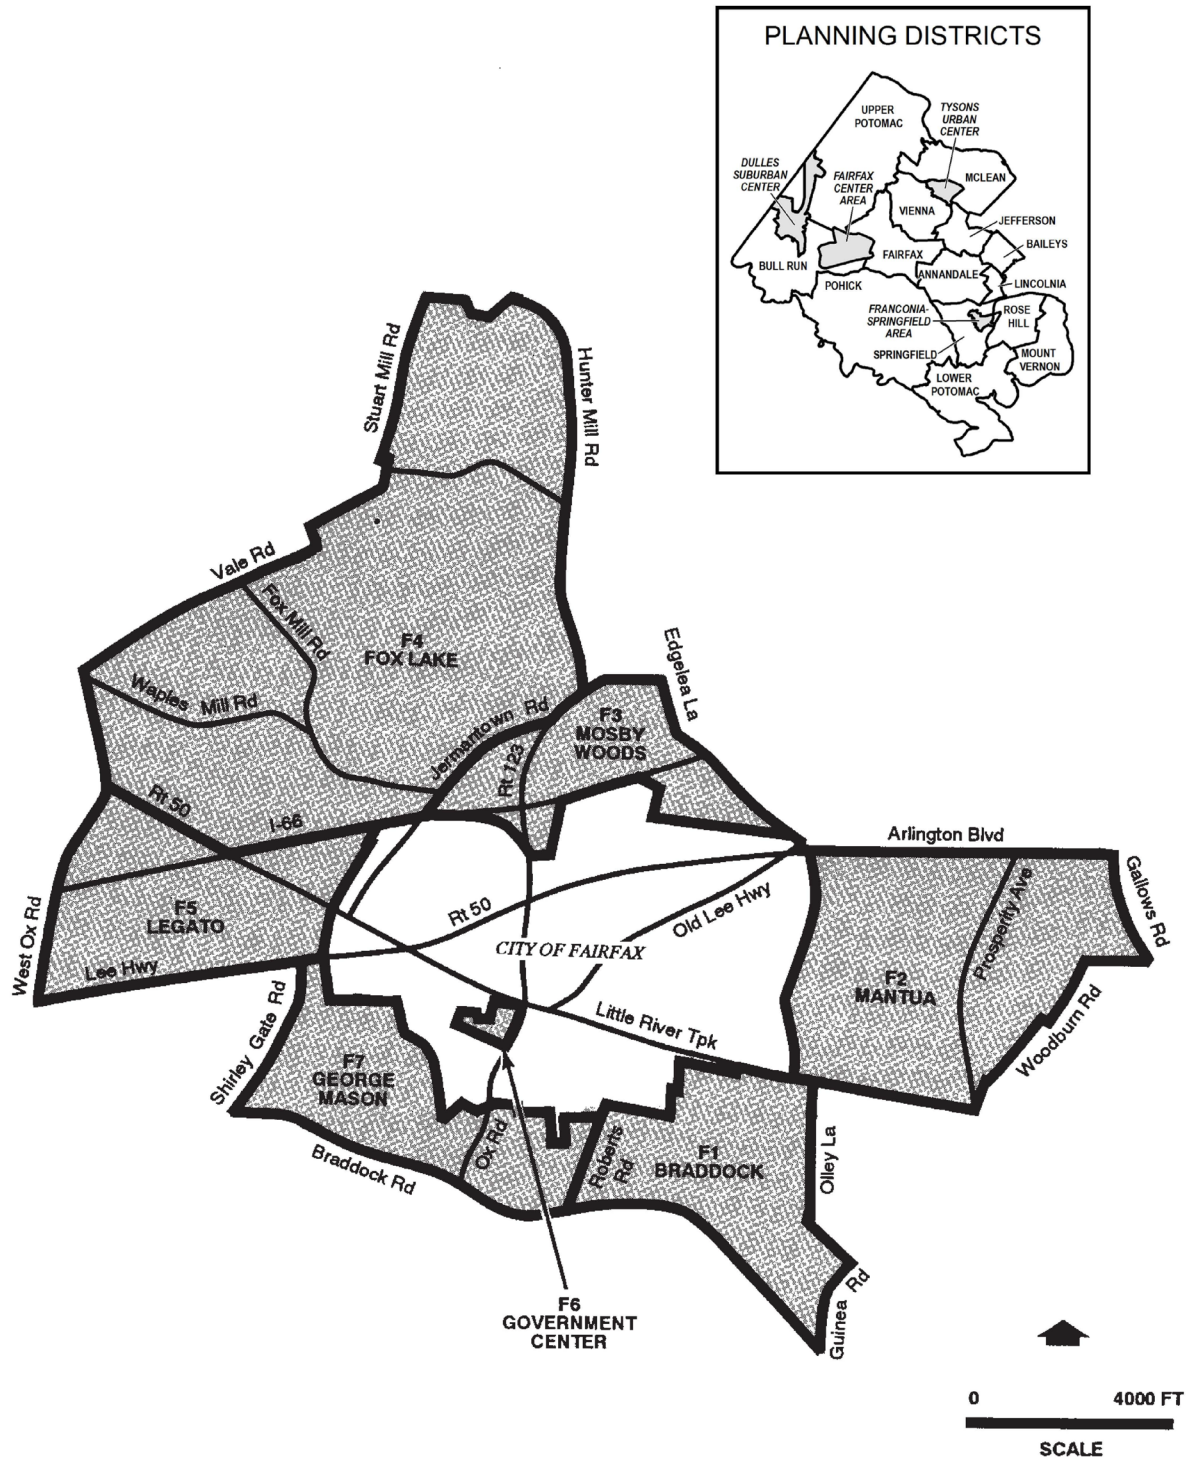 PLANNING DISTRICTS
UPPER
POTOMAC
TYSONS
URBAN
CENTER
DULLES
SUBURBAN
CENTER
FAIRFAX
CENTER
AREA
MCLEAN
VIENNA
JEFFERSON
BAILEYS
FAIRFAX
BULL RUN
ANNANDALE
POHICK
LINCOLNIA
FRANCONIA-
SPRINGFIELD
AREA
ROSE
HILL
SPRINGFIELD
MOUNT
VERNON
LOWER
POTOMAC
Stuart Mill Rd
Hunter Mill Rd
Vale Rd
Fox Mill Rd
F4
FOX LAKE
Edgelea La
Waples Mill Rd
Jermantown Rd
F3
MOSBY
WOODS
Rt 123
Rt 50
I-66
Arlington Blvd
Gallows Rd
Prosperity Ave
West Ox Rd
F5
LEGATO
Rt 50
Old Lee Hwy
CITY OF FAIRFAX
Lee Hwy
F2
MANTUA
Woodburn Rd
Little River Tpk
Shirley Gate Rd
F7
GEORGE
MASON
Ox Rd
Roberts
Rd
F1
BRADDOCK
Olley La
Braddock Rd
Guinea Rd
F6
GOVERNMENT
CENTER
0 4000 FT
SCALE